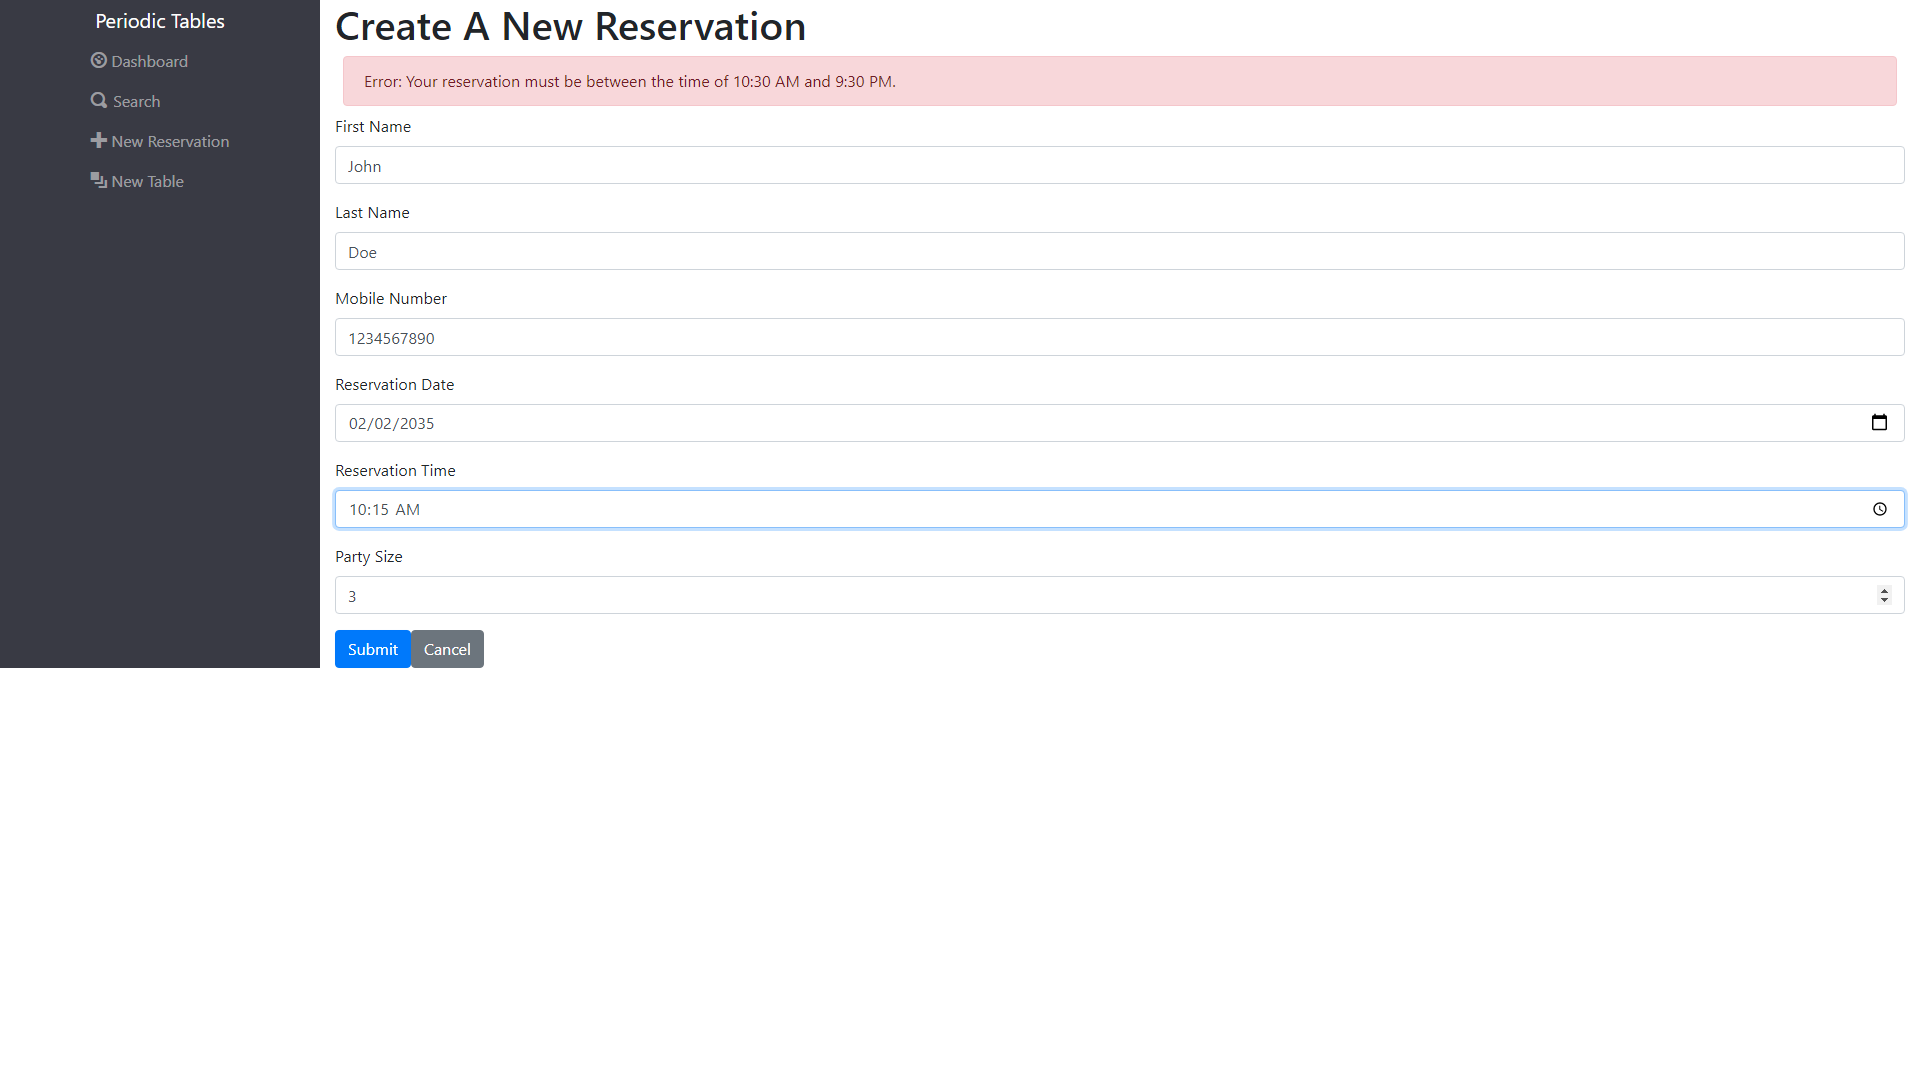 Periodic Tables
Dashboard
Search
New Reservation
New Table
Create A New Reservation
Error: Your reservation must be between the time of 10:30 AM and 9:30 PM.
First Name
John
Last Name
Doe
Mobile Number
1234567890
Reservation Date
02/02/2035
Reservation Time
10:15 AM
Party Size
3
Submit Cancel